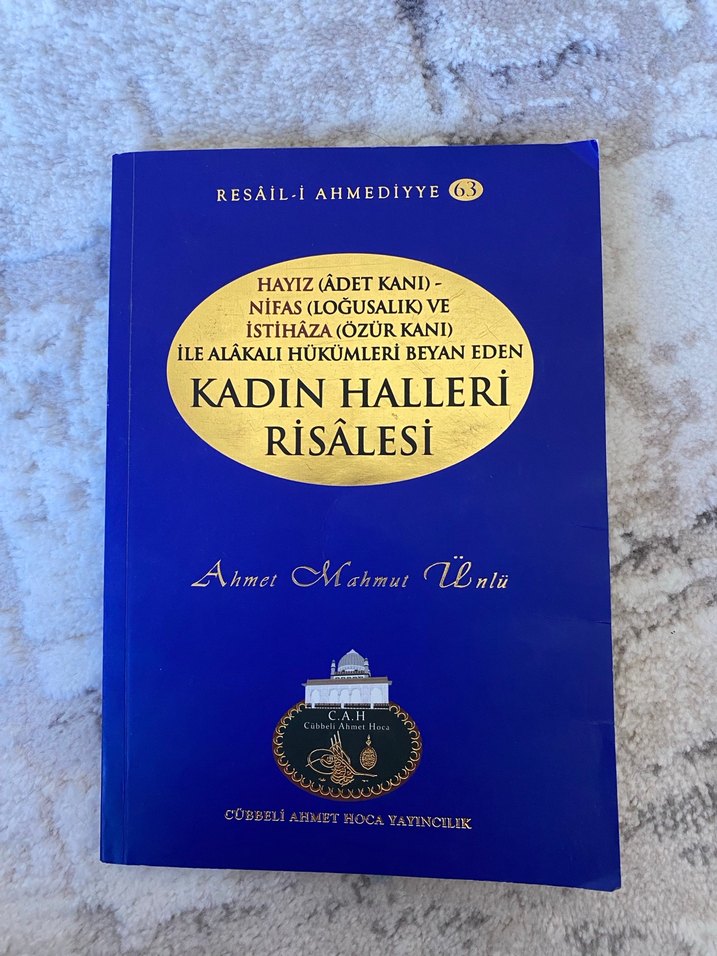 RESÂİL-İ AHMEDİYYE 63
HAYIZ (ÂDET KANI) -
NİFAS (LOĞUSALIK) VE
İSTİHÂZA (ÖZÜR KANI)
İLE ALÂKALI HÜKÜMLERİ BEYAN EDEN
KADIN HALLERİ
RİSÂLESİ
Ahmet Mahmut Ünlü
C.A.H
Cübbeli Ahmet Hoca
CÜBBELİ AHMET HOCA YAYINCILIK